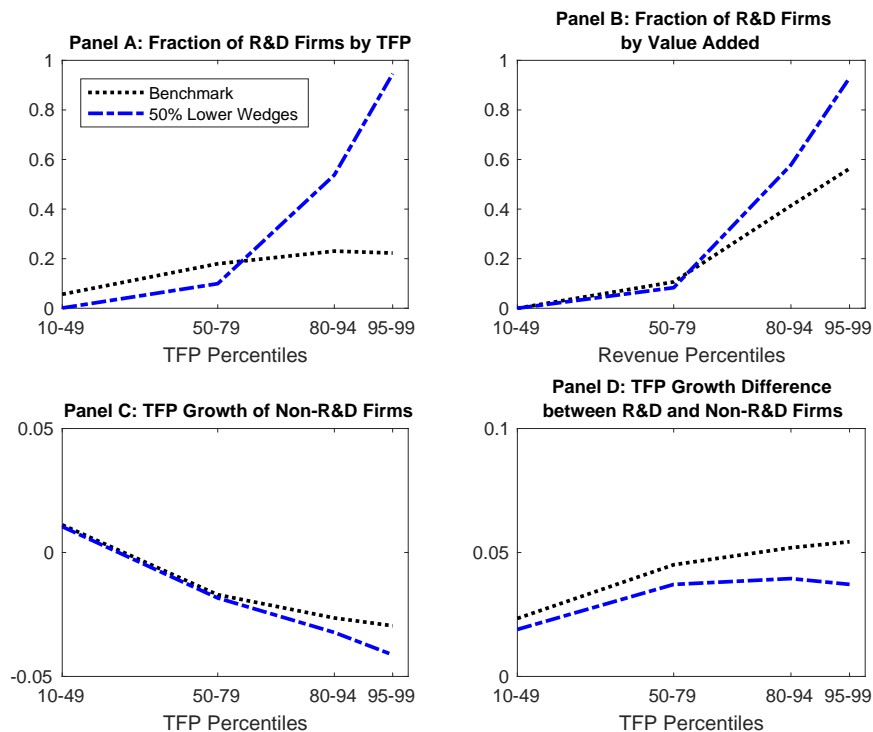 Panel A: Fraction of R&D Firms by TFP
1
0.8
0.6
0.4
0.2
0
Benchmark
50% Lower Wedges
10-49 50-79 80-94 95-99
TFP Percentiles
Panel B: Fraction of R&D Firms
by Value Added
1
0.8
0.6
0.4
0.2
0
10-49 50-79 80-94 95-99
Revenue Percentiles
Panel C: TFP Growth of Non-R&D Firms
0.05
0
-0.05
10-49 50-79 80-94 95-99
TFP Percentiles
Panel D: TFP Growth Difference
between R&D and Non-R&D Firms
0.1
0.05
0
10-49 50-79 80-94 95-99
TFP Percentiles